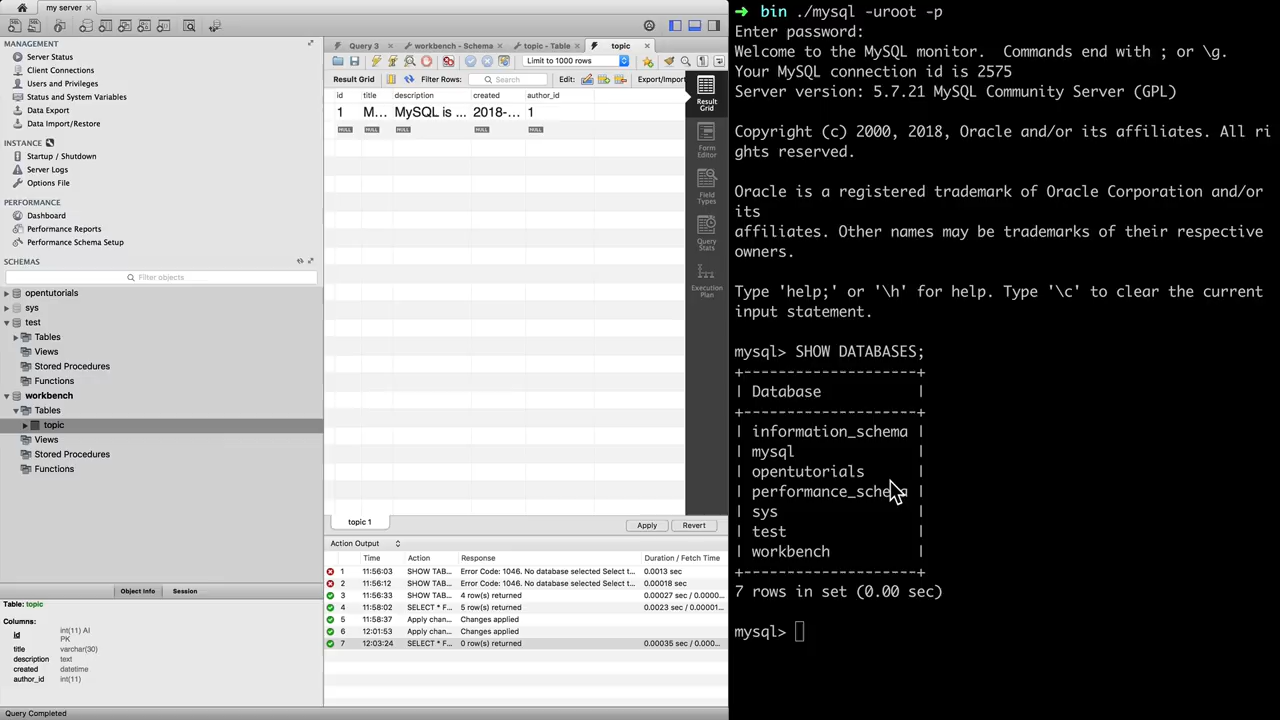 my server
MANAGEMENT
Server Status
Client Connections
Users and Privileges
Status and System Variables
Data Export
Data Import/Restore
INSTANCE
Startup / Shutdown
Server Logs
Options File
PERFORMANCE
Dashboard
Performance Reports
Performance Schema Setup
SCHEMAS
Filter objects
opentutorials
sys
test
Tables
Views
Stored Procedures
Functions
workbench
Tables
topic
Views
Stored Procedures
Functions
Object Info Session
Table: topic
Columns:
id int(11) AI
PK
title varchar(30)
description text
created datetime
author_id int(11)
Query Completed
Query 3 workbench - Schema topic - Table topic
Limit to 1000 rows
Result Grid Filter Rows: Search Edit: Export/Import
id title description created author_id
1 M... MySQL is ... 2018-... 1
NULL NULL NULL NULL NULL
Result
Grid
Form
Editor
Field
Types
Query
Stats
Execution
Plan
topic 1 Apply Revert
Action Output
Time Action Response Duration / Fetch Time
1 11:56:03 SHOW TAB... Error Code: 1046. No database selected Select t... 0.0013 sec
2 11:56:12 SHOW TAB... Error Code: 1046. No database selected Select t... 0.00018 sec
3 11:56:33 SHOW TAB... 4 row(s) returned 0.00027 sec / 0.0000...
4 11:58:02 SELECT * F... 5 row(s) returned 0.0023 sec / 0.00001...
5 11:58:37 Apply chan... Changes applied
6 12:01:53 Apply chan... Changes applied
7 12:03:24 SELECT * F... 0 row(s) returned 0.00035 sec / 0.000...
➜ bin ./mysql -uroot -p
Enter password:
Welcome to the MySQL monitor. Commands end with ; or \g.
Your MySQL connection id is 2575
Server version: 5.7.21 MySQL Community Server (GPL)
Copyright (c) 2000, 2018, Oracle and/or its affiliates. All ri
ghts reserved.
Oracle is a registered trademark of Oracle Corporation and/or
its
affiliates. Other names may be trademarks of their respective
owners.
Type 'help;' or '\h' for help. Type '\c' to clear the current
input statement.
mysql> SHOW DATABASES;
+--------------------+
| Database |
+--------------------+
| information_schema |
| mysql |
| opentutorials |
| performance_schema |
| sys |
| test |
| workbench |
+--------------------+
7 rows in set (0.00 sec)
mysql>